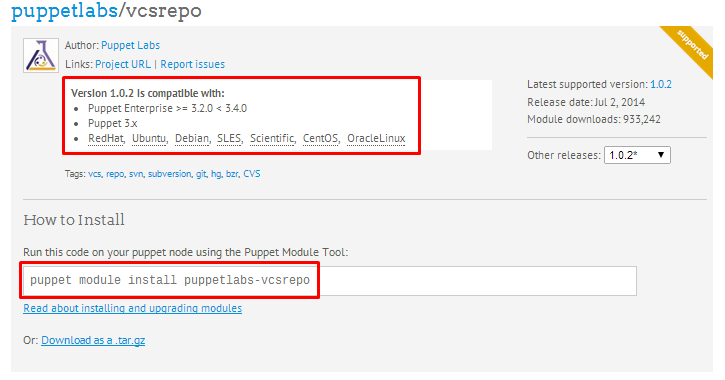 puppetlabs/vcsrepo
Author: Puppet Labs
Links: Project URL | Report issues
Version 1.0.2 is compatible with:
Puppet Enterprise >= 3.2.0 < 3.4.0
Puppet 3.x
RedHat, Ubuntu, Debian, SLES, Scientific, CentOS, OracleLinux
Tags: vcs, repo, svn, subversion, git, hg, bzr, CVS
supported
Latest supported version: 1.0.2
Release date: Jul 2, 2014
Module downloads: 933,242
Other releases: 1.0.2*
How to Install
Run this code on your puppet node using the Puppet Module Tool:
puppet module install puppetlabs-vcsrepo
Read about installing and upgrading modules
Or: Download as a .tar.gz